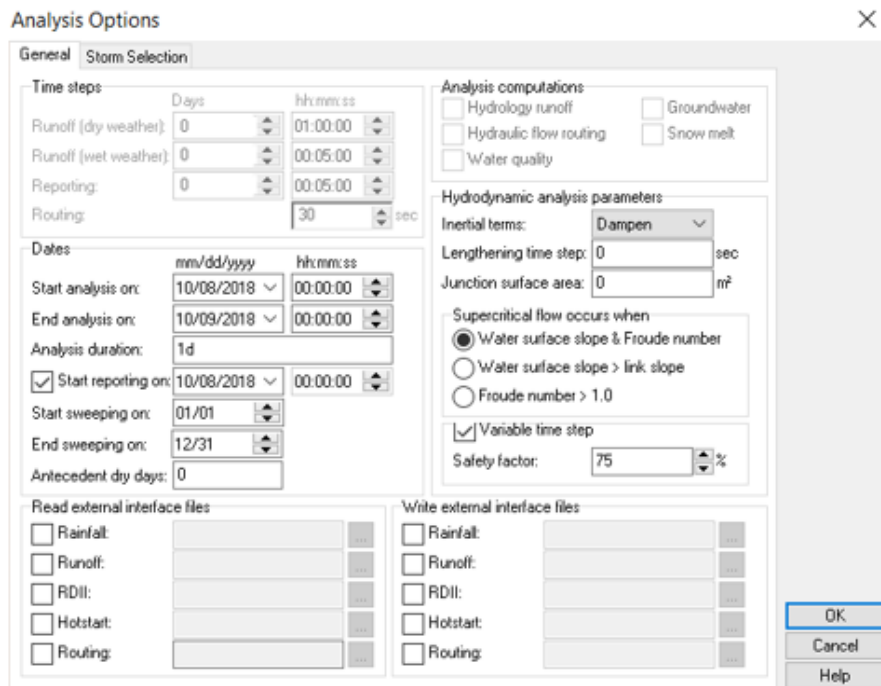 Analysis Options
General Storm Selection
Time steps
Days hh:mm:ss
Runoff (dry weather): 0 01:00:00
Runoff (wet weather): 0 00:05:00
Reporting: 0 00:05:00
Routing: 30 sec
Dates
mm/dd/yyyy hh:mm:ss
Start analysis on: 10/08/2018 00:00:00
End analysis on: 10/09/2018 00:00:00
Analysis duration: 1d
Start reporting on: 10/08/2018 00:00:00
Start sweeping on: 01/01
End sweeping on: 12/31
Antecedent dry days: 0
Analysis computations
Hydrology runoff Groundwater
Hydraulic flow routing Snow melt
Water quality
Hydrodynamic analysis parameters
Inertial terms: Dampen
Lengthening time step: 0 sec
Junction surface area: 0 m²
Supercritical flow occurs when
Water surface slope & Froude number
Water surface slope > link slope
Froude number > 1.0
Variable time step
Safety factor: 75 %
Read external interface files
Rainfall: ...
Runoff: ...
RDII: ...
Hotstart: ...
Routing: ...
Write external interface files
Rainfall: ...
Runoff: ...
RDII: ...
Hotstart: ...
Routing: ...
OK
Cancel
Help